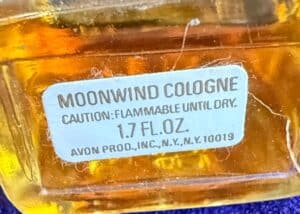 MOONWIND COLOGNE
CAUTION:FLAMMABLE UNTIL DRY.
1.7 FL.OZ.
AVON PROD.,INC.,N.Y.,N.Y. 10019